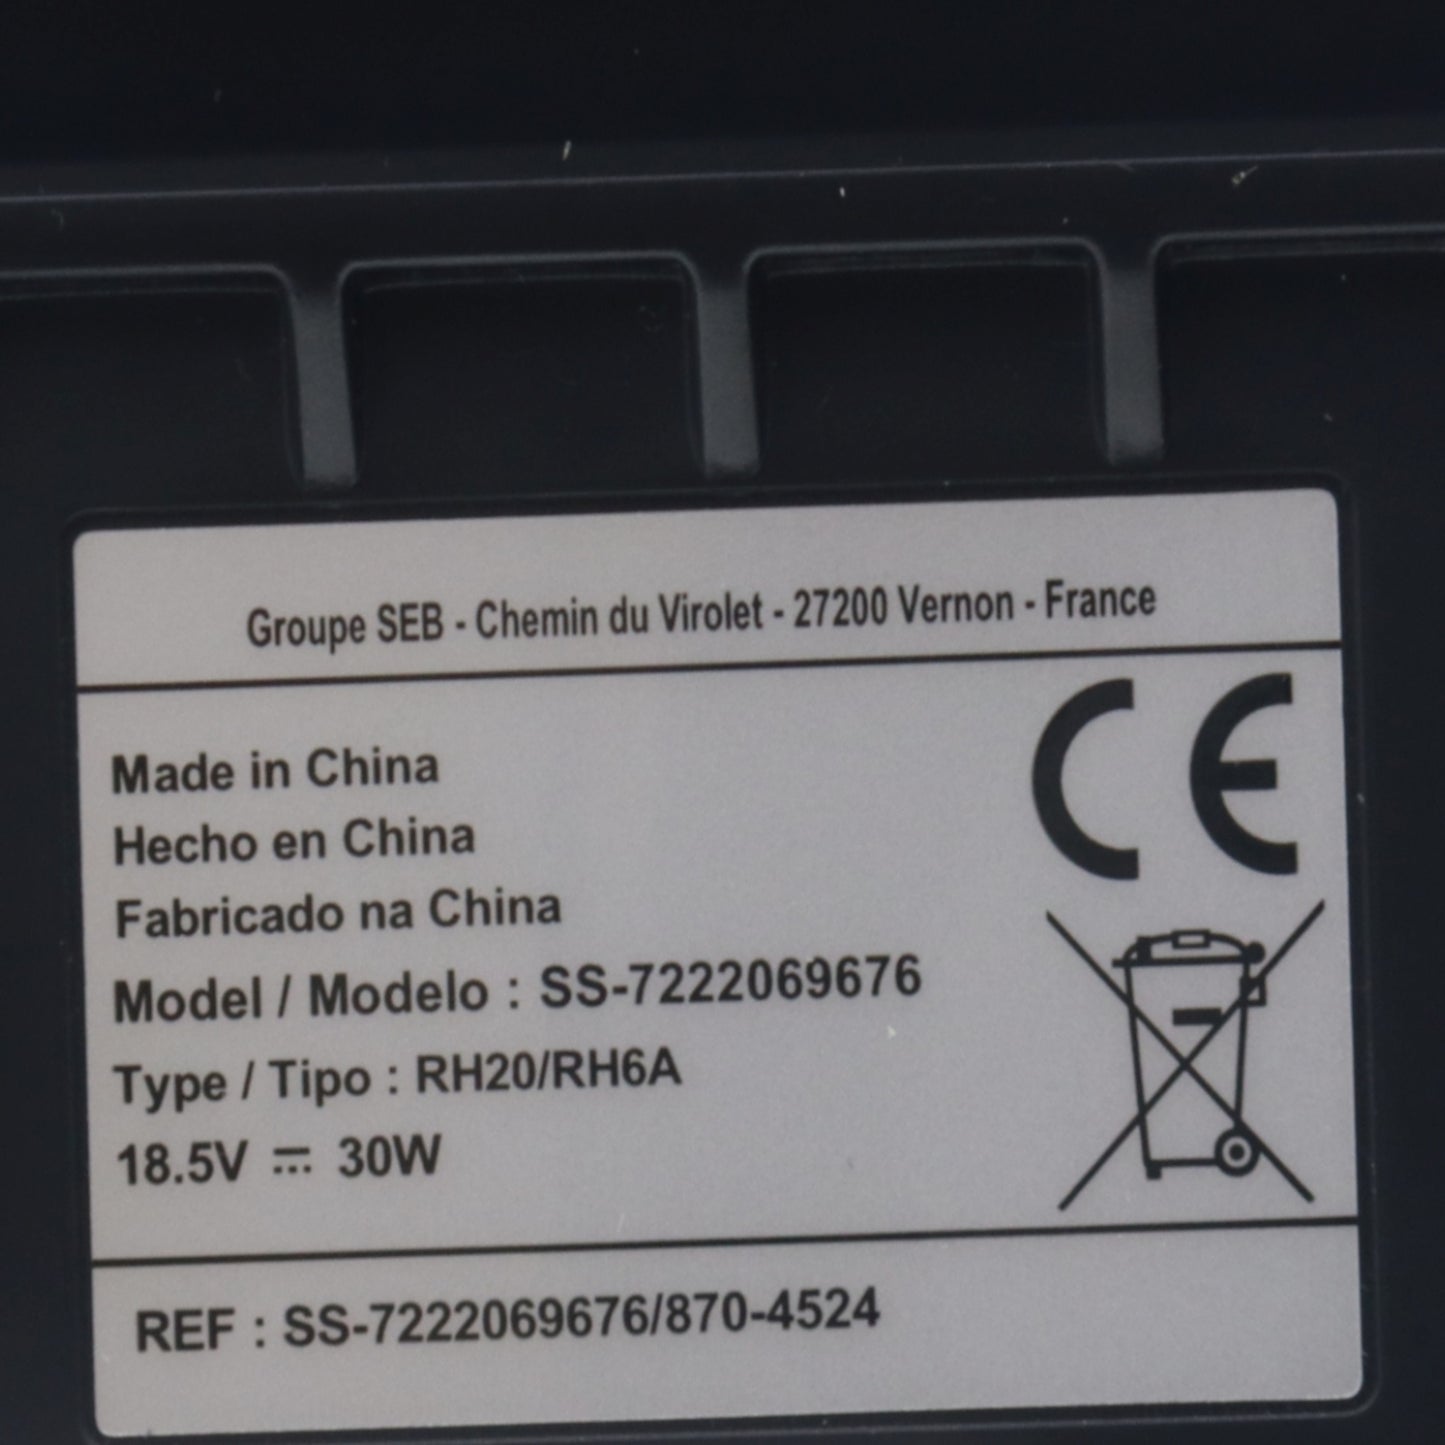 Groupe SEB - Chemin du Virolet - 27200 Vernon - France
Made in China
Hecho en China
Fabricado na China
Model / Modelo : SS-7222069676
Type / Tipo : RH20/RH6A
18.5V ⎓ 30W
CE
REF : SS-7222069676/870-4524